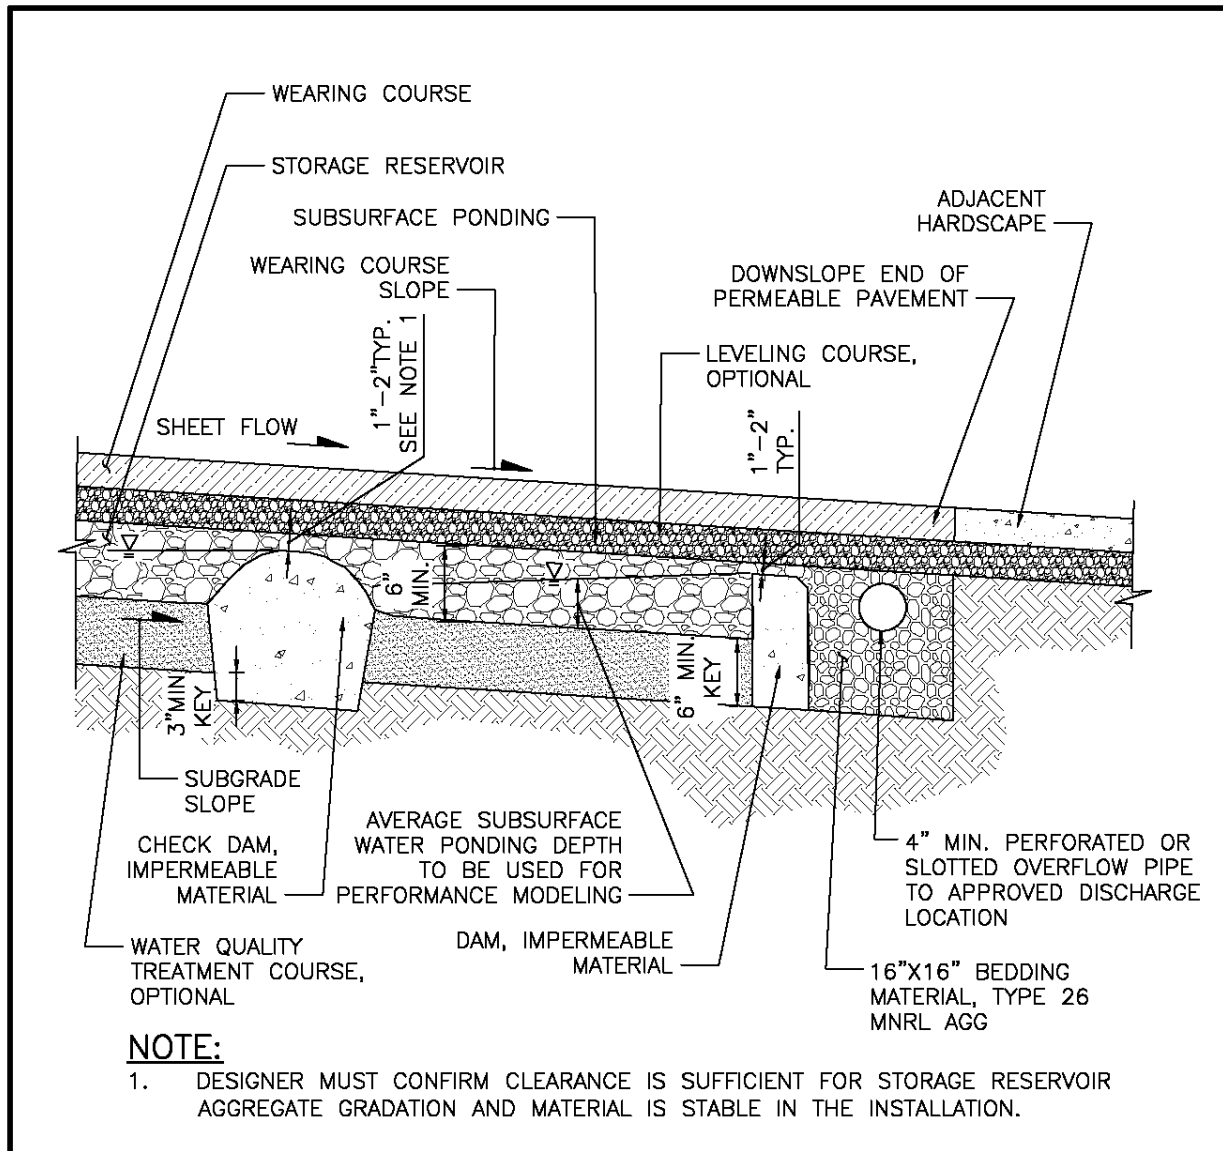 WEARING COURSE
STORAGE RESERVOIR
SUBSURFACE PONDING
WEARING COURSE
SLOPE
1"-2"TYP.
SEE NOTE 1
SHEET FLOW
ADJACENT
HARDSCAPE
DOWNSLOPE END OF
PERMEABLE PAVEMENT
LEVELING COURSE,
OPTIONAL
1"-2"
TYP.
6"
MIN.
3"MIN.
KEY
6" MIN.
KEY
SUBGRADE
SLOPE
CHECK DAM,
IMPERMEABLE
MATERIAL
WATER QUALITY
TREATMENT COURSE,
OPTIONAL
AVERAGE SUBSURFACE
WATER PONDING DEPTH
TO BE USED FOR
PERFORMANCE MODELING
DAM, IMPERMEABLE
MATERIAL
4" MIN. PERFORATED OR
SLOTTED OVERFLOW PIPE
TO APPROVED DISCHARGE
LOCATION
16"X16" BEDDING
MATERIAL, TYPE 26
MNRL AGG
NOTE:
1. DESIGNER MUST CONFIRM CLEARANCE IS SUFFICIENT FOR STORAGE RESERVOIR
AGGREGATE GRADATION AND MATERIAL IS STABLE IN THE INSTALLATION.